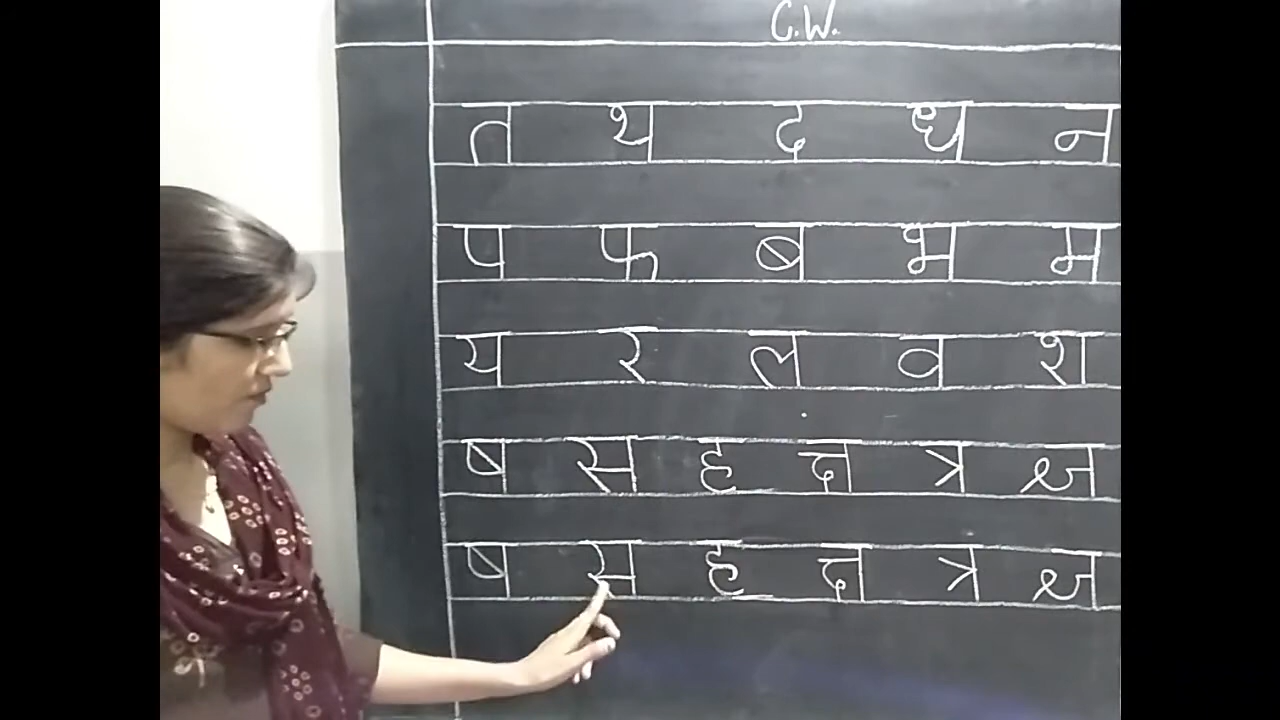 C.W.
त थ द ध न
प फ ब भ म
य र ल व श
ष स ह क्ष त्र ज्ञ
ष स ह क्ष त्र ज्ञ